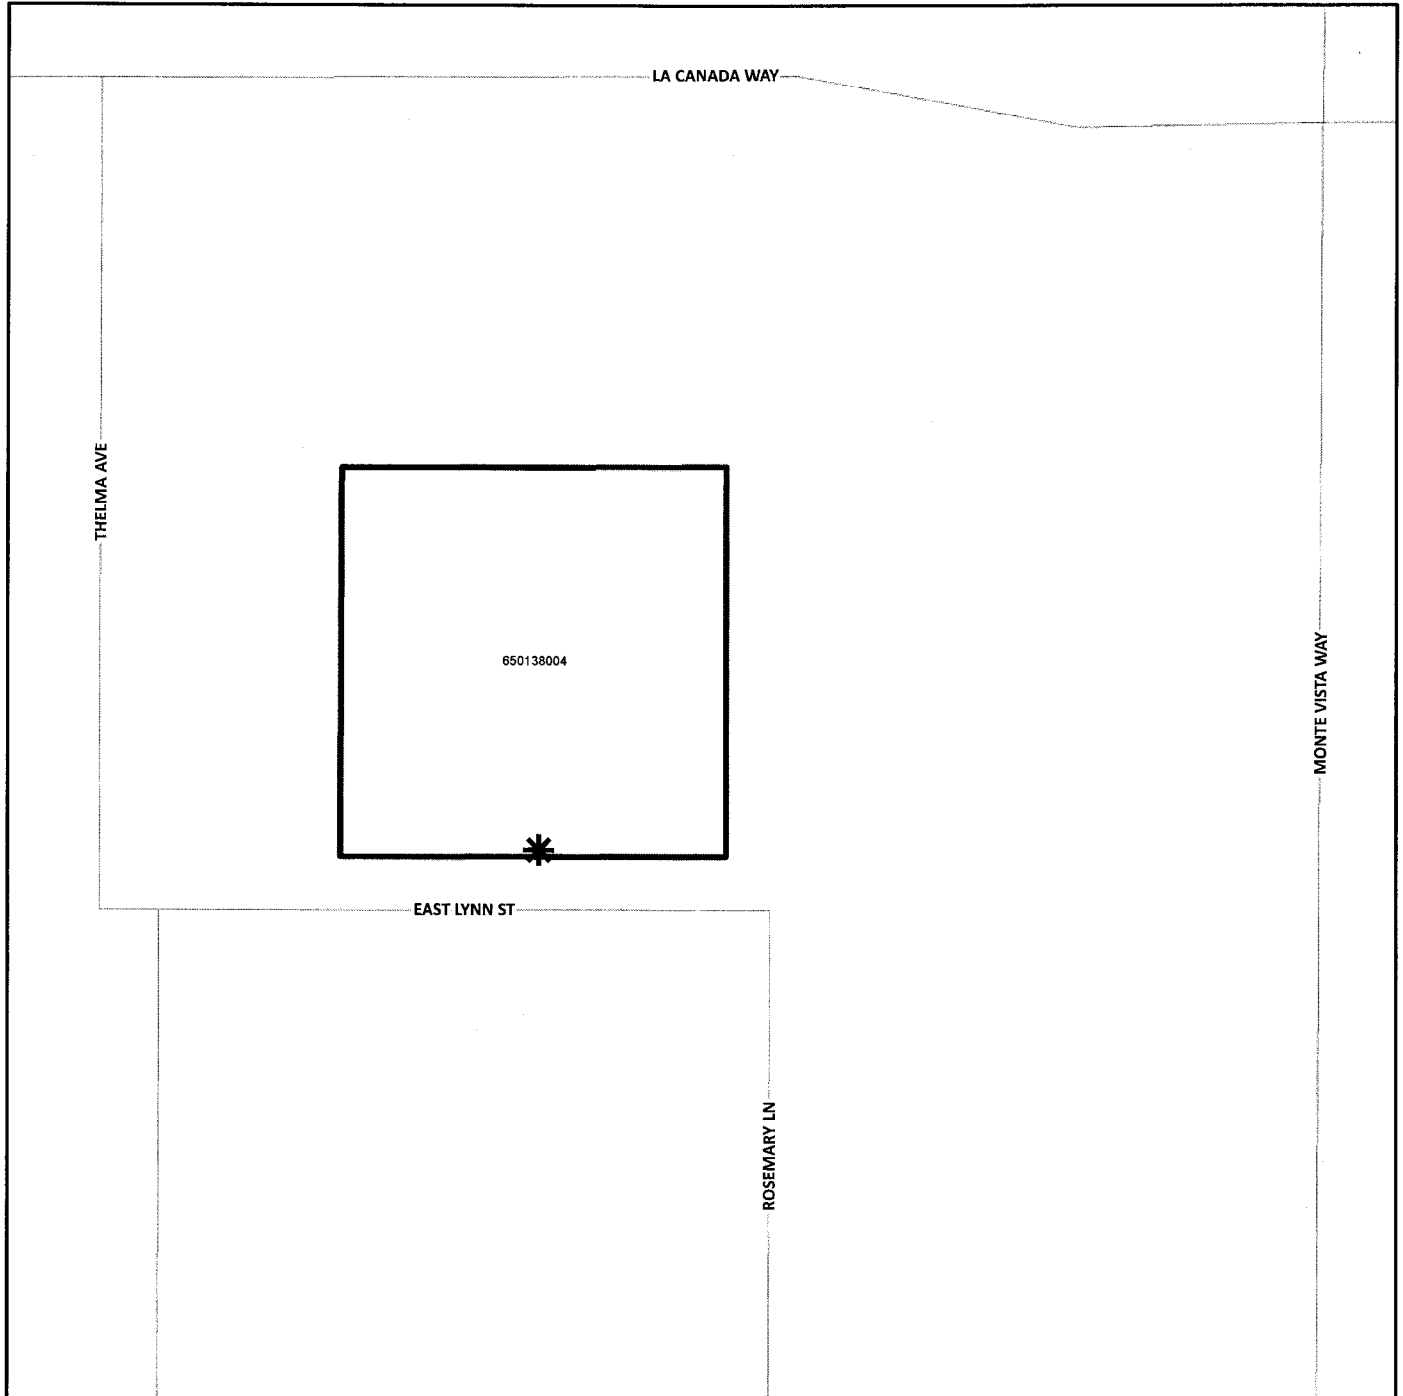 LA CANADA WAY
THELMA AVE
650138004
MONTE VISTA WAY
EAST LYNN ST
ROSEMARY LN